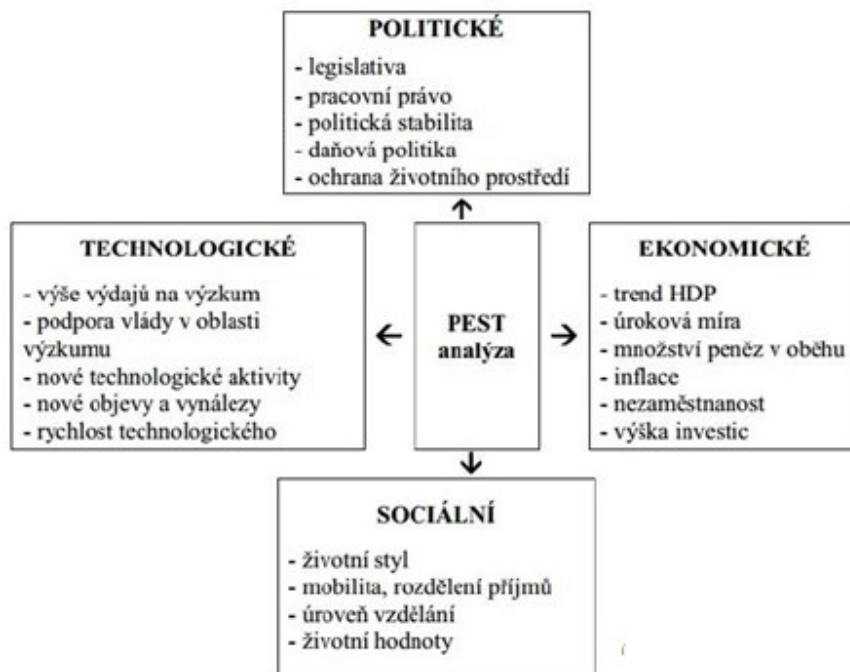 POLITICKÉ
- legislativa
- pracovní právo
- politická stabilita
- daňová politika
- ochrana životního prostředí
TECHNOLOGICKÉ
- výše výdajů na výzkum
- podpora vlády v oblasti
výzkumu
- nové technologické aktivity
- nové objevy a vynálezy
- rychlost technologického
PEST
analýza
EKONOMICKÉ
- trend HDP
- úroková míra
- množství peněz v oběhu
- inflace
- nezaměstnanost
- výška investic
SOCIÁLNÍ
- životní styl
- mobilita, rozdělení příjmů
- úroveň vzdělání
- životní hodnoty